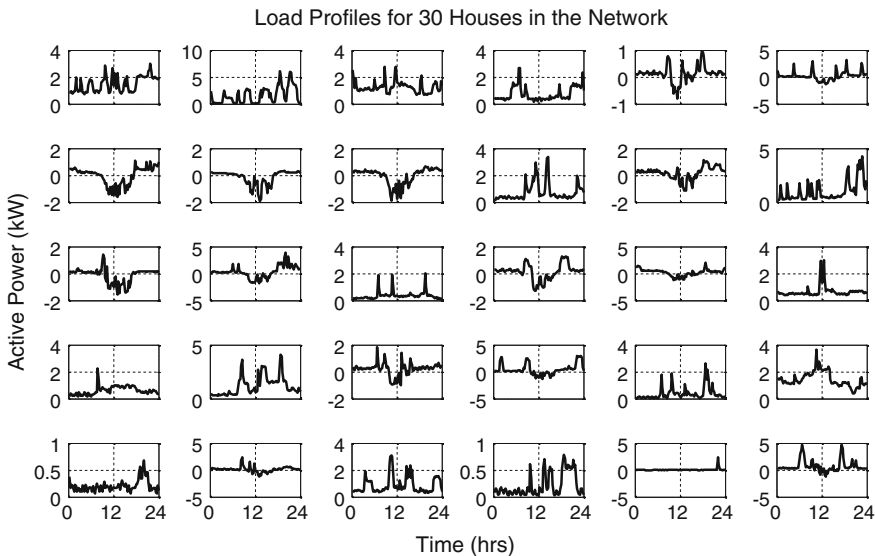 Load Profiles for 30 Houses in the Network
4 10 4 4 1 5
2 5 2 2 0 0
0 0 0 0 -1 -5
2 2 2 4 2 5
0 0 0 2 0
-2 -2 -2 0 -2 0
2 5 4 2 5 4
0 0 2 0 0 2
-2 -5 0 -2 -5 0
4 5 2 5 4 4
2 0 0 2 2
0 0 -2 -5 0 0
1 5 4 1 5 5
0.5 0 2 0.5 0 0
0 -5 0 0 -5 -5
0 12 24 0 12 24 0 12 24 0 12 24 0 12 24 0 12 24
Active Power (kW)
Time (hrs)